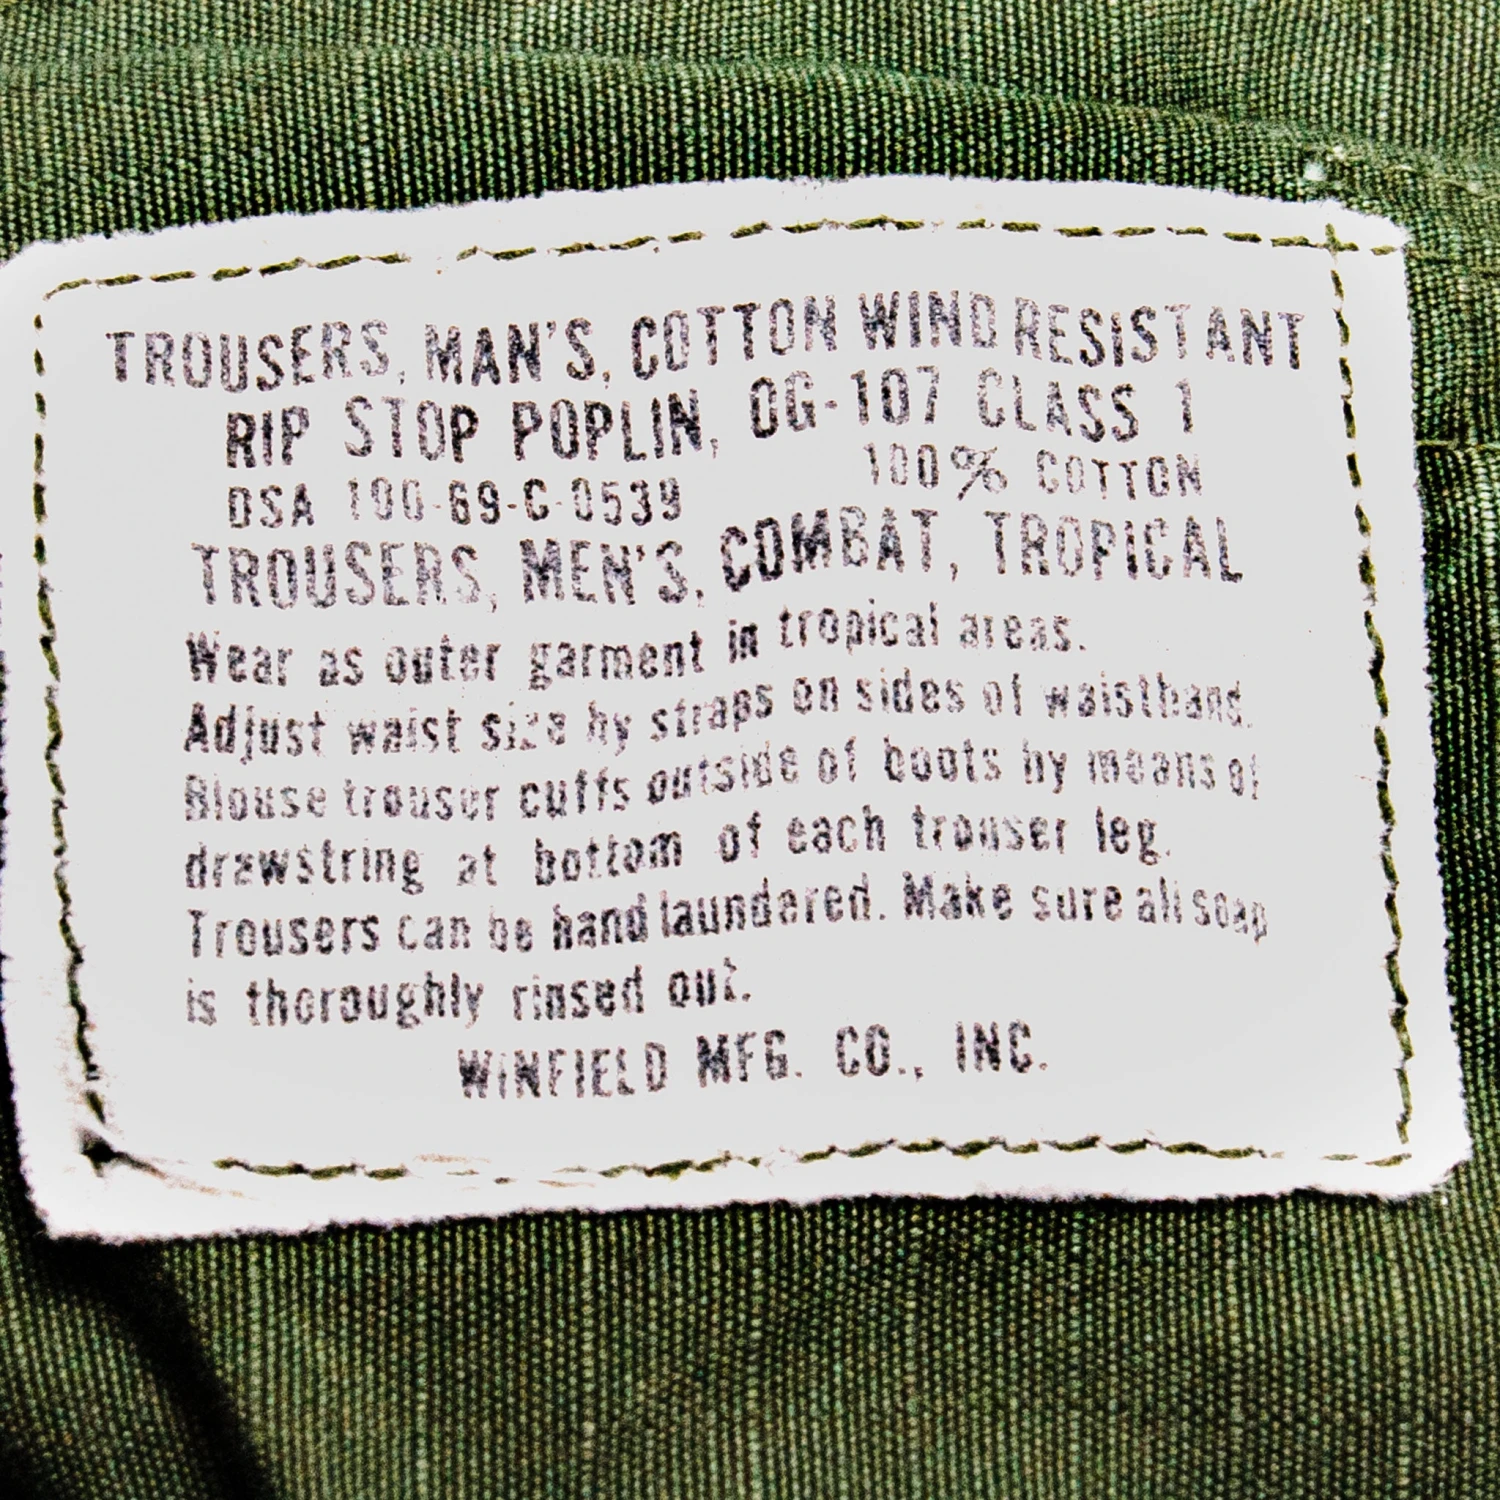 TROUSERS, MAN'S, COTTON WIND RESISTANT
RIP STOP POPLIN, OG-107 CLASS 1
DSA 100-69-C-0539 100% COTTON
TROUSERS, MEN'S, COMBAT, TROPICAL
Wear as outer garment in tropical areas.
Adjust waist size by straps on sides of waistband.
Blouse trouser cuffs outside of boots by means of
drawstring at bottom of each trouser leg.
Trousers can be hand laundered. Make sure all soap
is thoroughly rinsed out.
WINFIELD MFG. CO., INC.